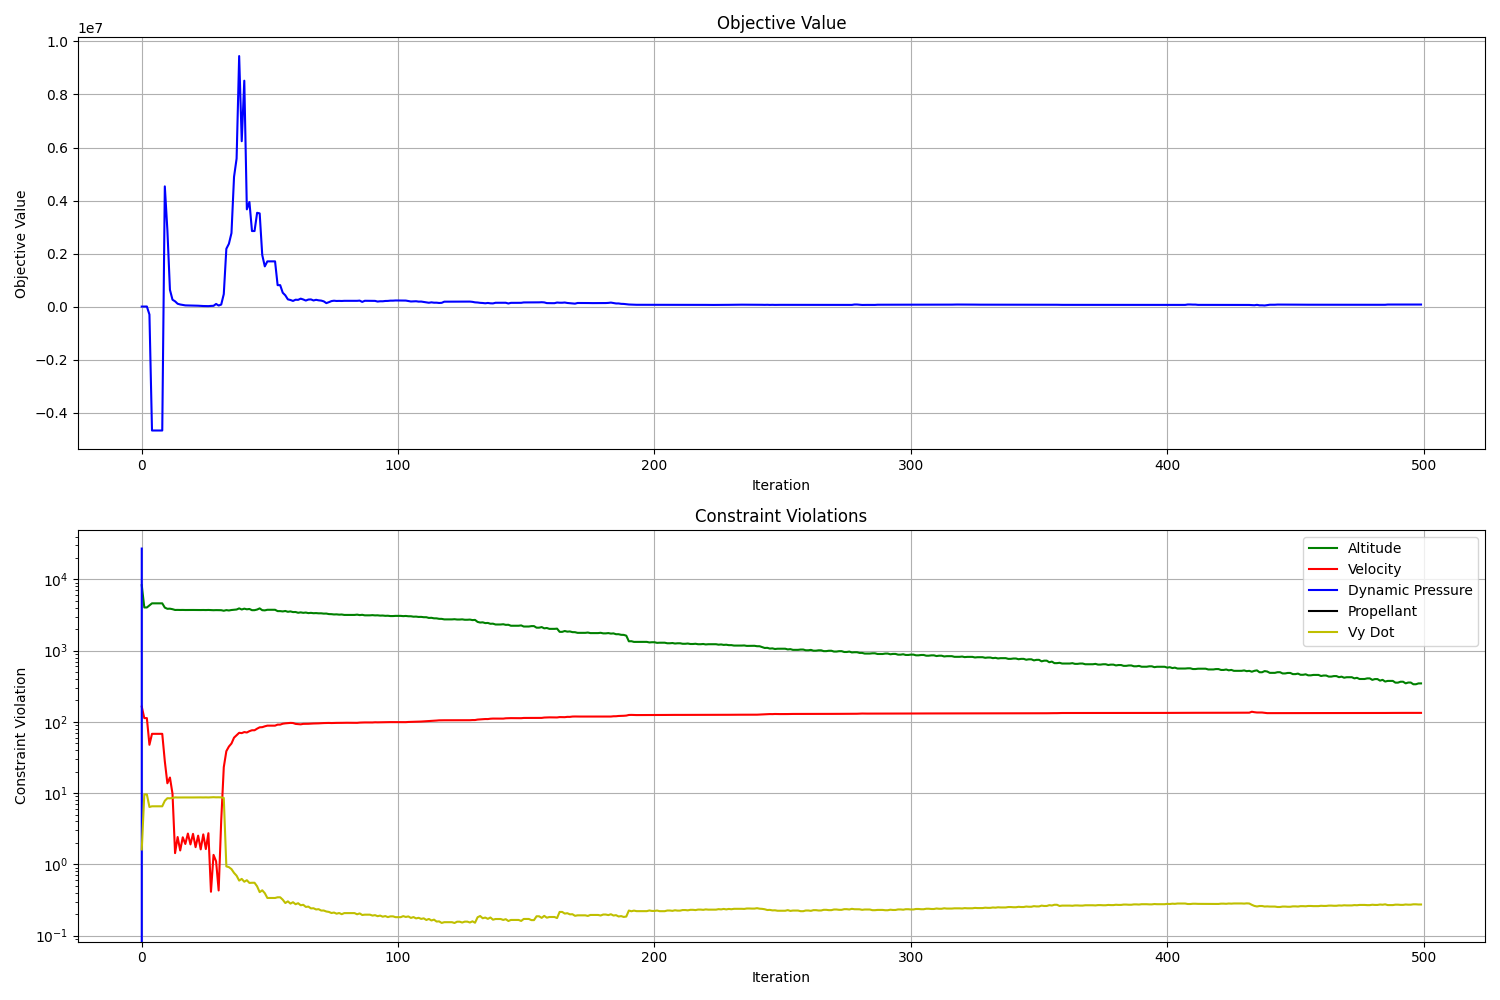 Objective Value
1e7
1.0
0.8
0.6
0.4
0.2
0.0
−0.2
−0.4
Objective Value
0 100 200 300 400 500
Iteration
Constraint Violations
10^4
10^3
10^2
10^1
10^0
10^-1
Constraint Violation
Altitude
Velocity
Dynamic Pressure
Propellant
Vy Dot
0 100 200 300 400 500
Iteration